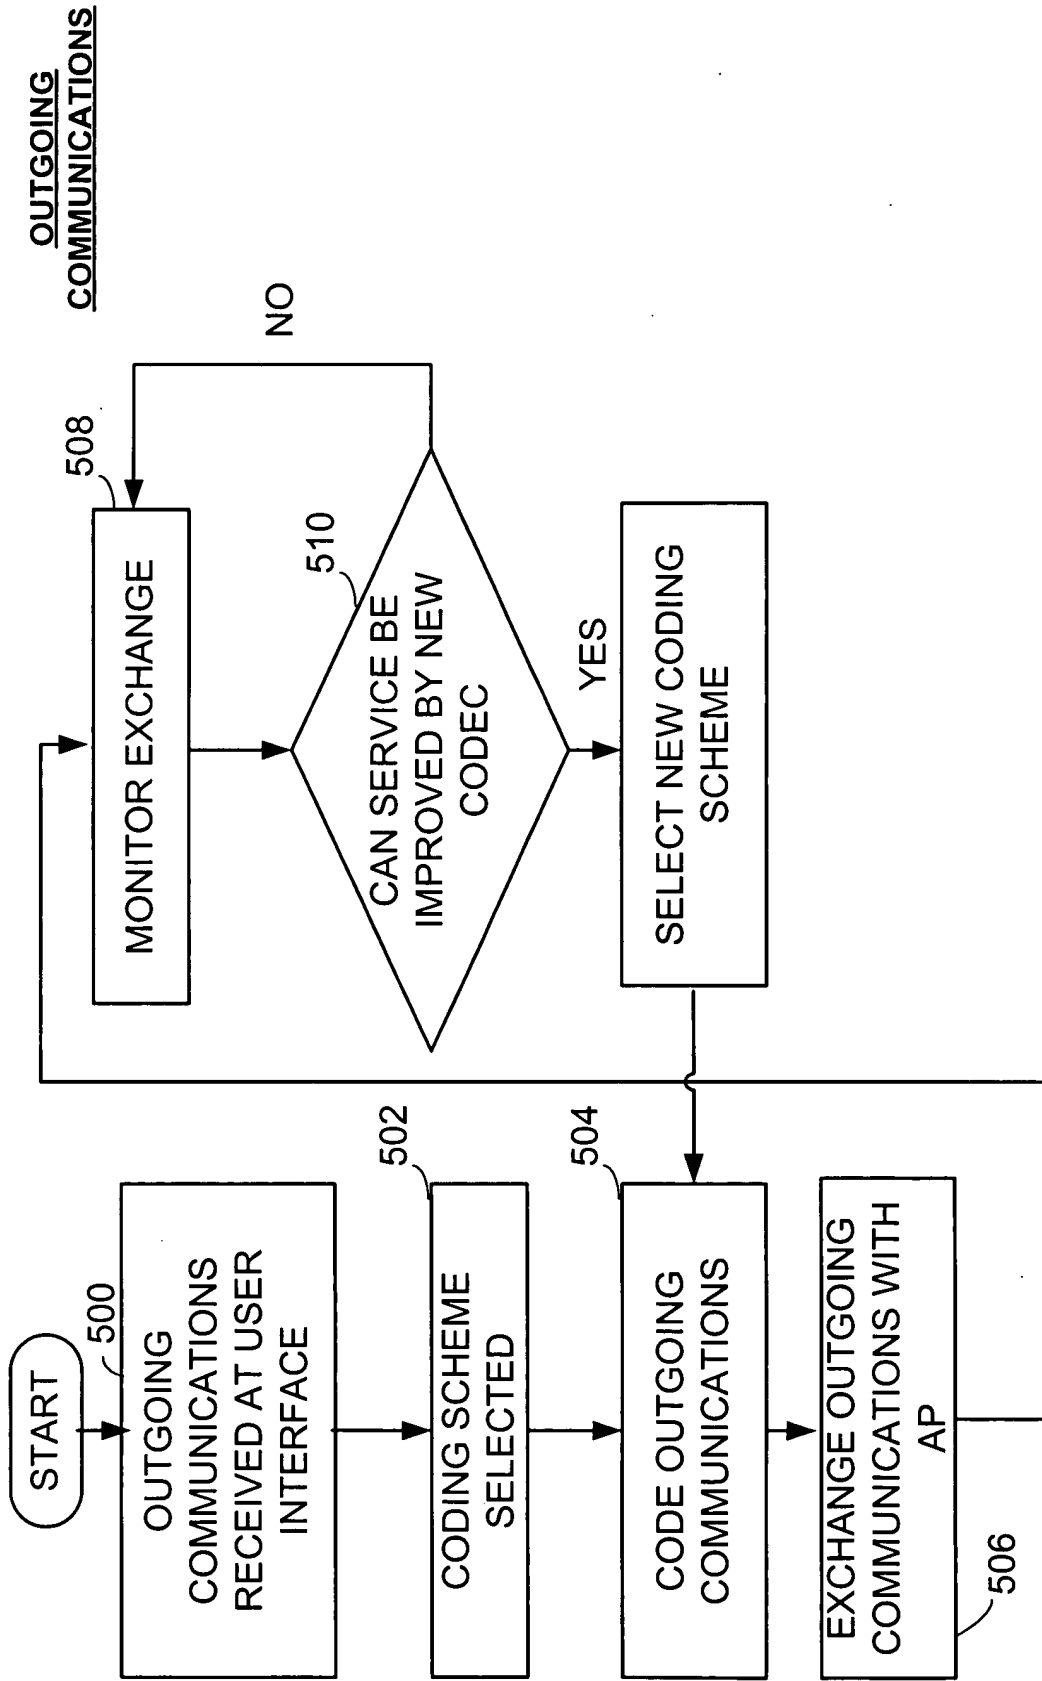 OUTGOING
COMMUNICATIONS
START
500
OUTGOING
COMMUNICATIONS
RECEIVED AT USER
INTERFACE
502
CODING SCHEME
SELECTED
504
CODE OUTGOING
COMMUNICATIONS
EXCHANGE OUTGOING
COMMUNICATIONS WITH
AP
506
508
MONITOR EXCHANGE
510
CAN SERVICE BE
IMPROVED BY NEW
CODEC
NO
YES
SELECT NEW CODING
SCHEME